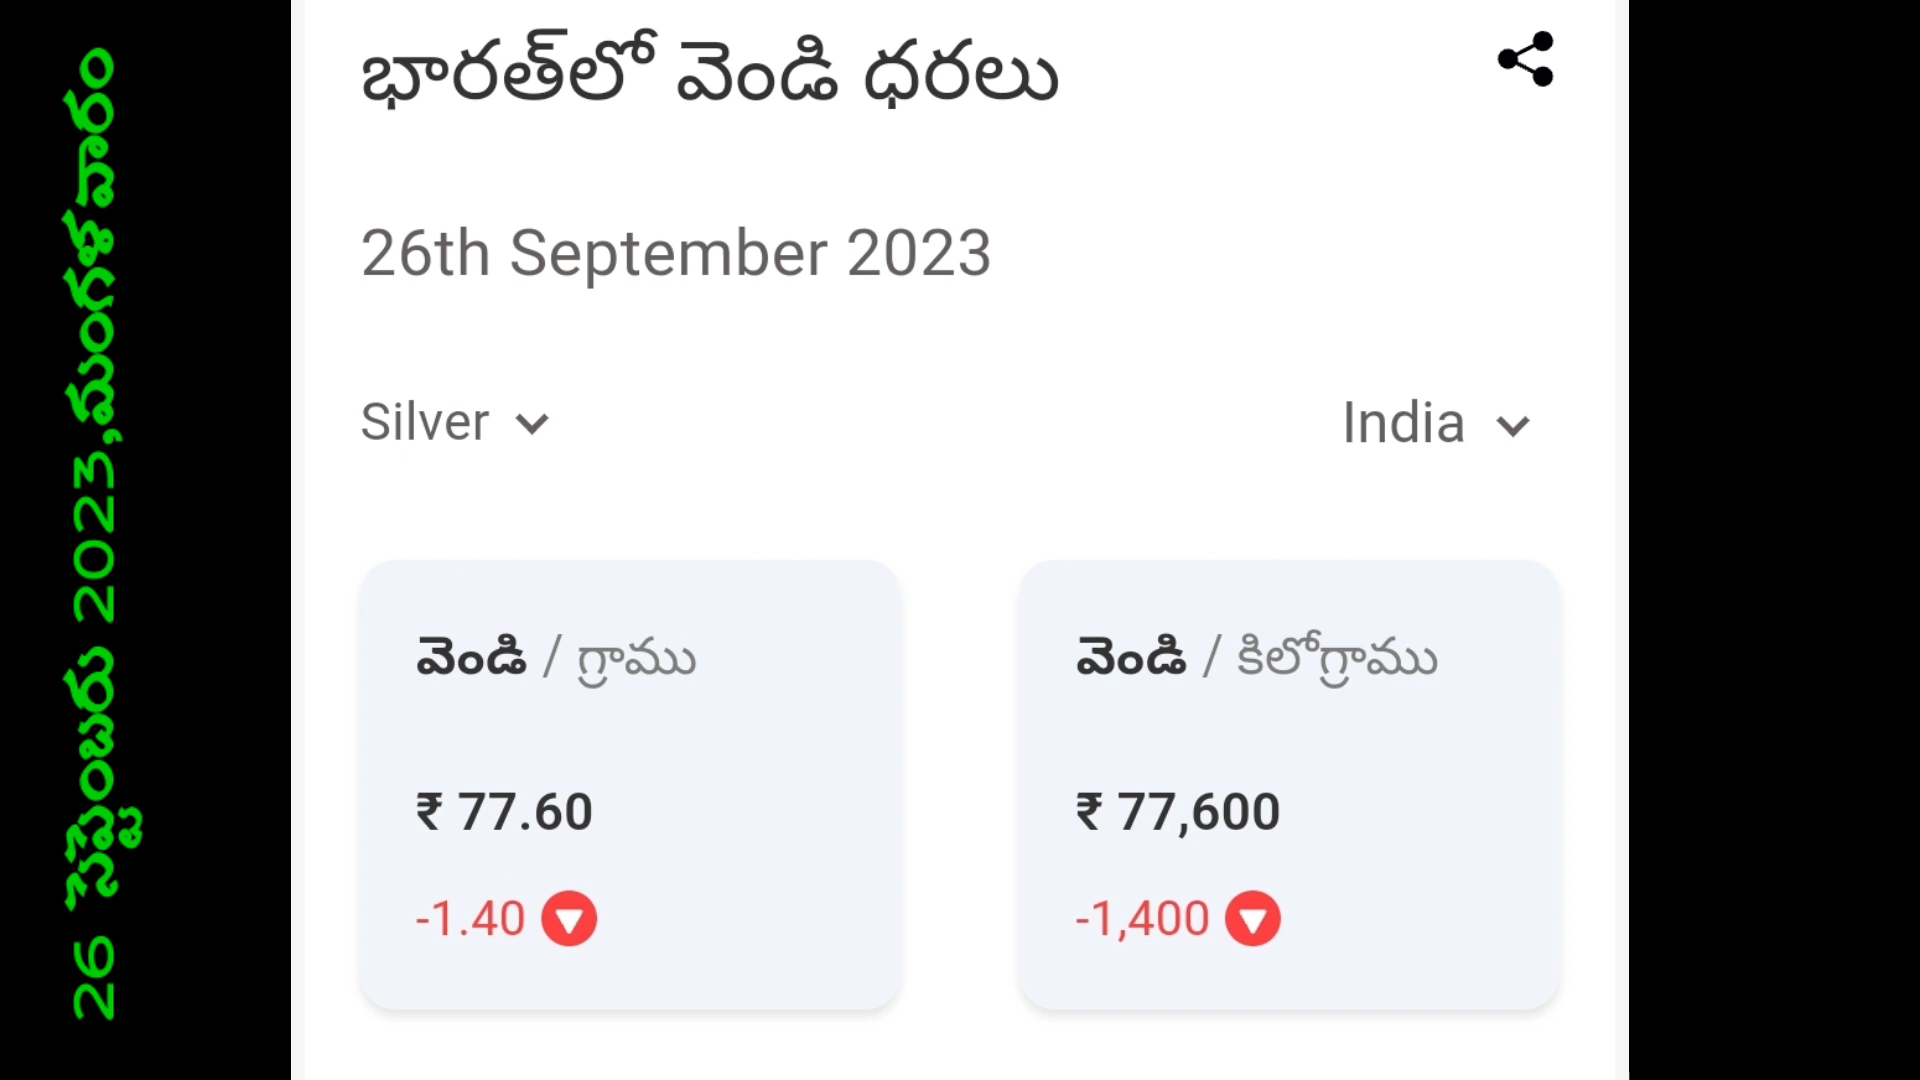 26 సెప్టెంబరు 2023,మంగళవారం
భారత్‌లో వెండి ధరలు
26th September 2023
Silver
India
వెండి / గ్రాము
₹ 77.60
-1.40
వెండి / కిలోగ్రాము
₹ 77,600
-1,400